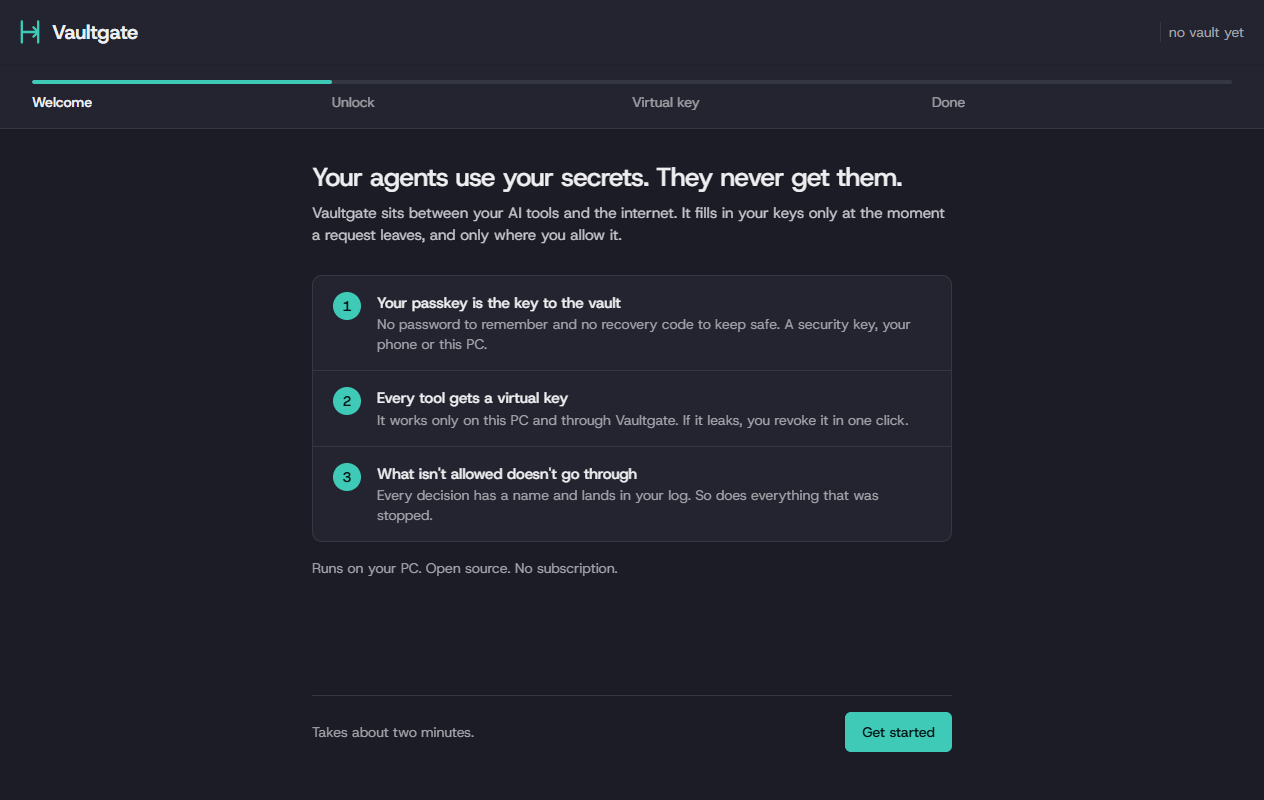 Vaultgate
no vault yet
Welcome
Unlock
Virtual key
Done
Your agents use your secrets. They never get them.
Vaultgate sits between your AI tools and the internet. It fills in your keys only at the moment
a request leaves, and only where you allow it.
1
Your passkey is the key to the vault
No password to remember and no recovery code to keep safe. A security key, your
phone or this PC.
2
Every tool gets a virtual key
It works only on this PC and through Vaultgate. If it leaks, you revoke it in one click.
3
What isn't allowed doesn't go through
Every decision has a name and lands in your log. So does everything that was
stopped.
Runs on your PC. Open source. No subscription.
Takes about two minutes.
Get started